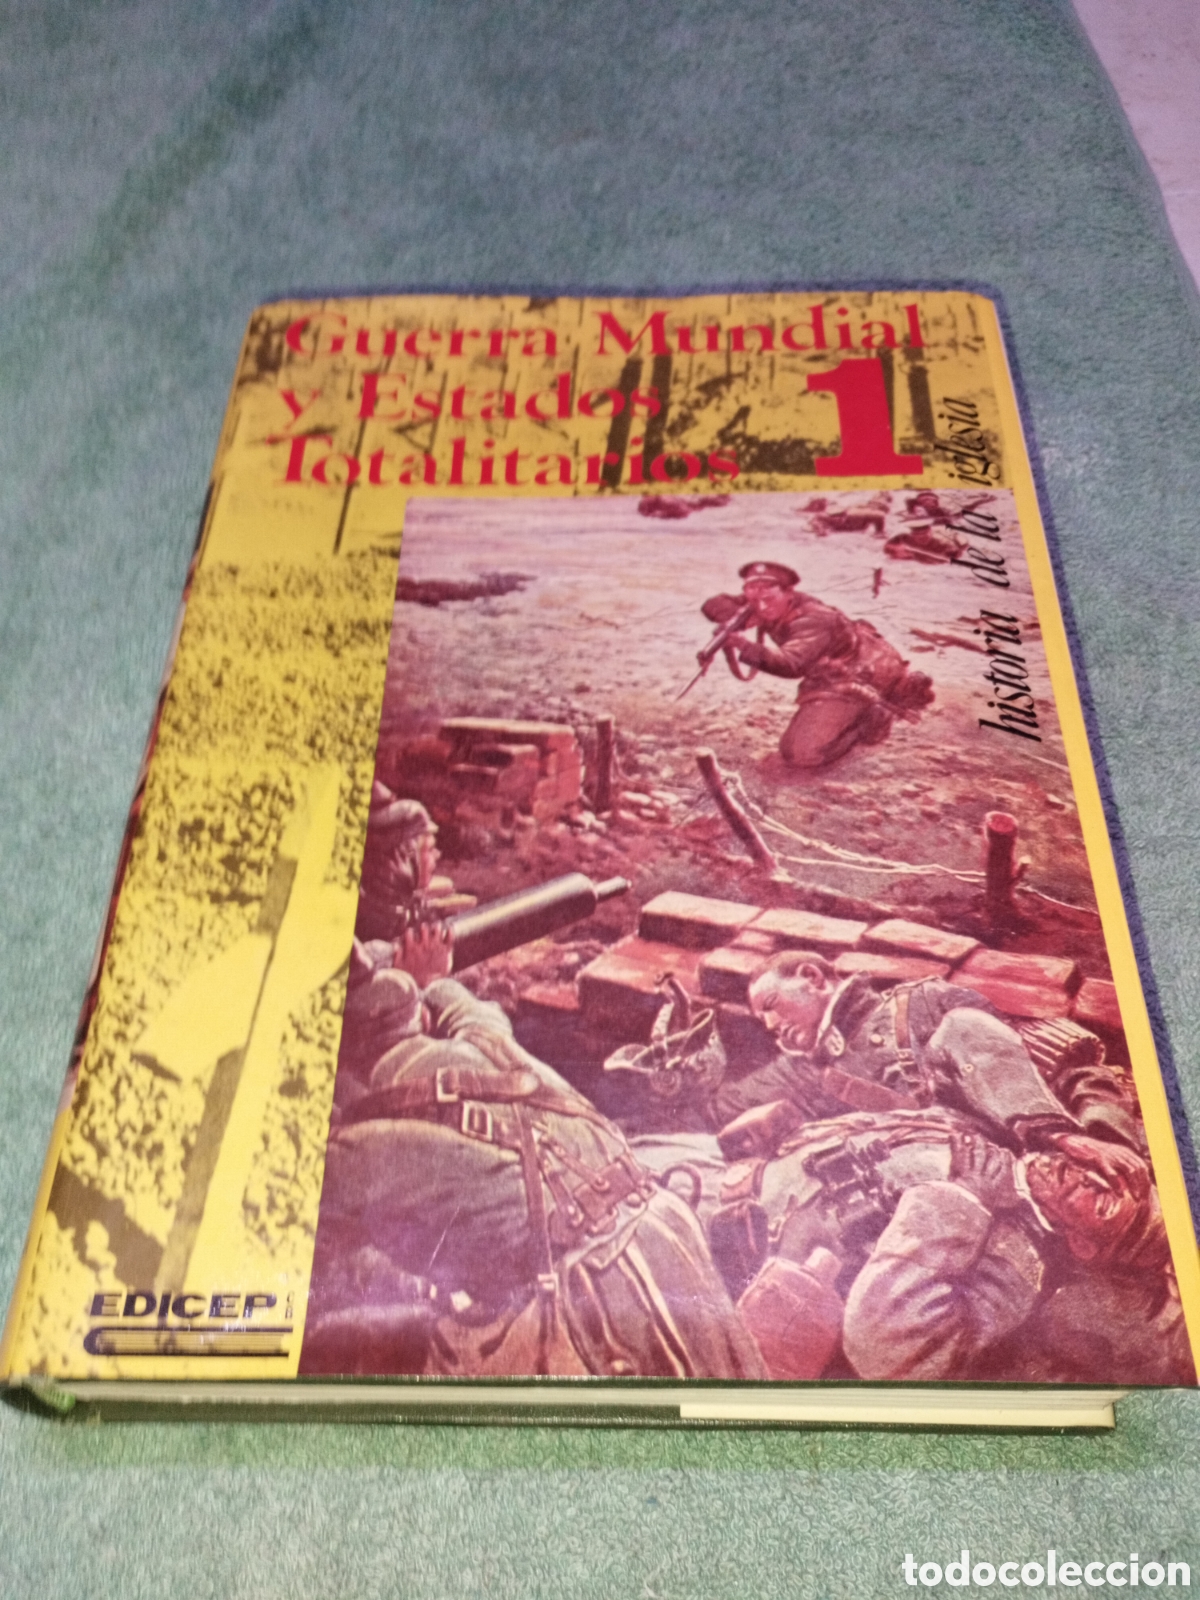 Guerra Mundial
y Estados
Totalitarios
1
historia de la iglesia
EDICEP
todocoleccion